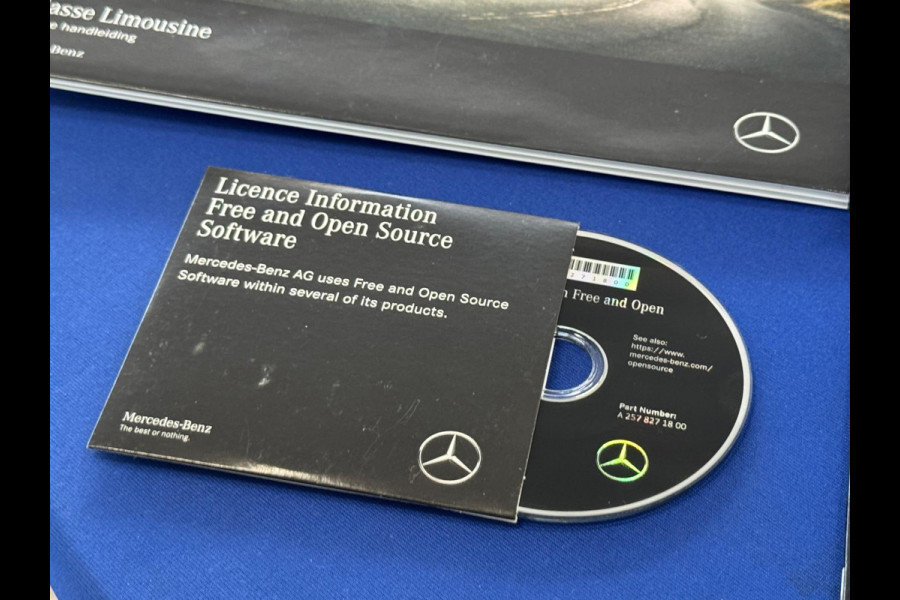 asse Limousine
handleiding
Benz
Licence Information
Free and Open Source
Software
Mercedes-Benz AG uses Free and Open Source
Software within several of its products.
Mercedes-Benz
The best or nothing.
Free and Open
See also:
https://www.
mercedes-benz.com/
opensource
Part Number:
A 257 827 18 00